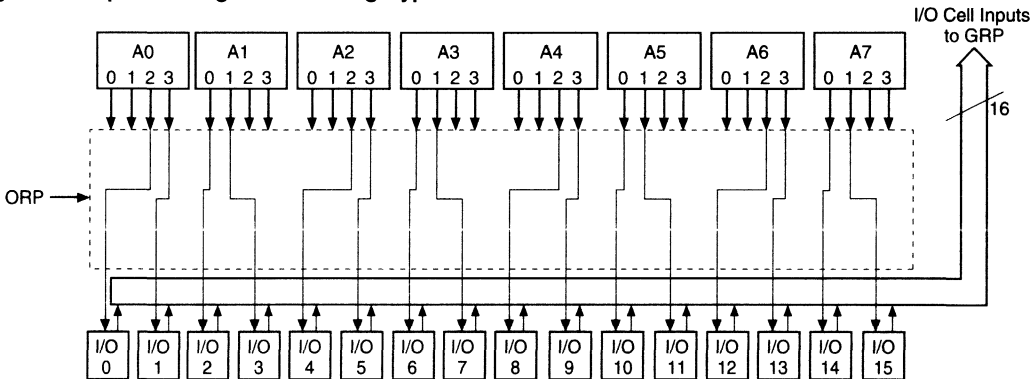 I/O Cell Inputs
to GRP
A0 A1 A2 A3 A4 A5 A6 A7
0 1 2 3 0 1 2 3 0 1 2 3 0 1 2 3 0 1 2 3 0 1 2 3 0 1 2 3 0 1 2 3
16
ORP
I/O I/O I/O I/O I/O I/O I/O I/O I/O I/O I/O I/O I/O I/O I/O I/O
0 1 2 3 4 5 6 7 8 9 10 11 12 13 14 15